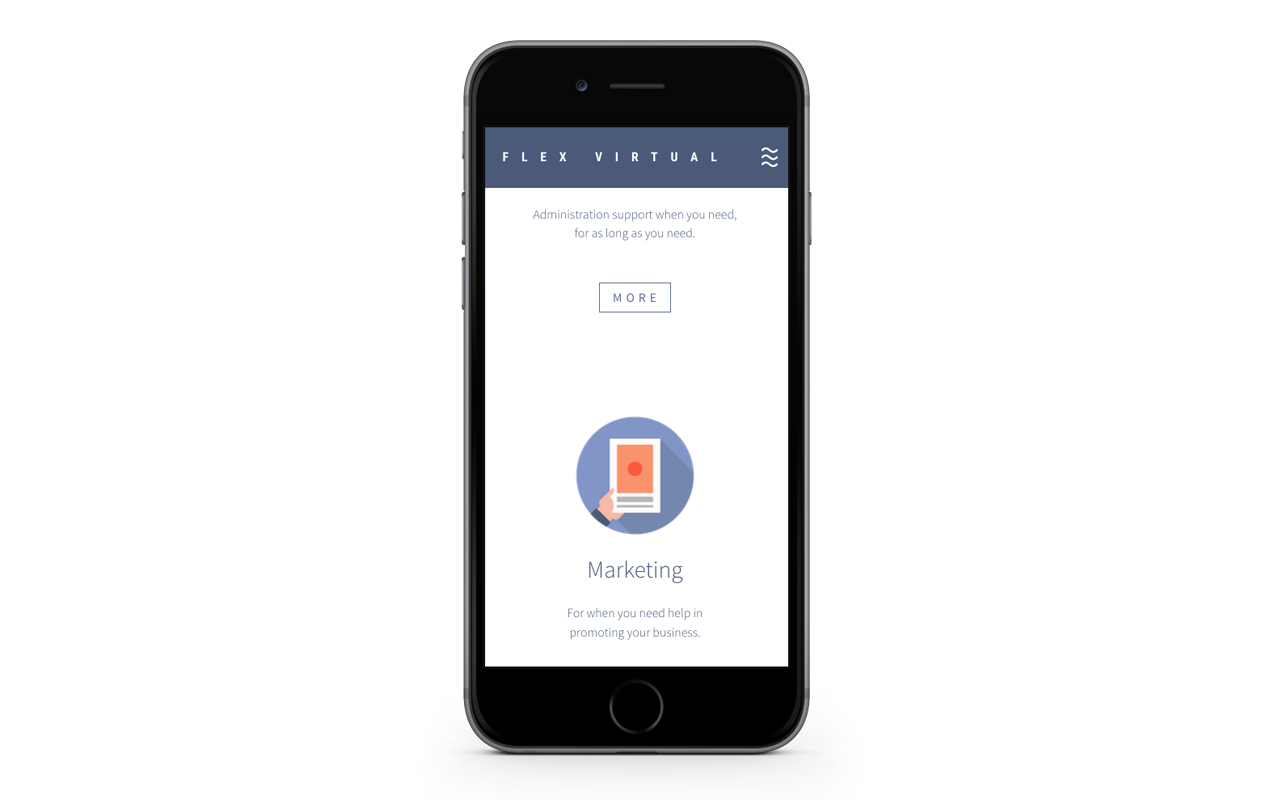 FLEX VIRTUAL
Administration support when you need,
for as long as you need.
MORE
Marketing
For when you need help in
promoting your business.